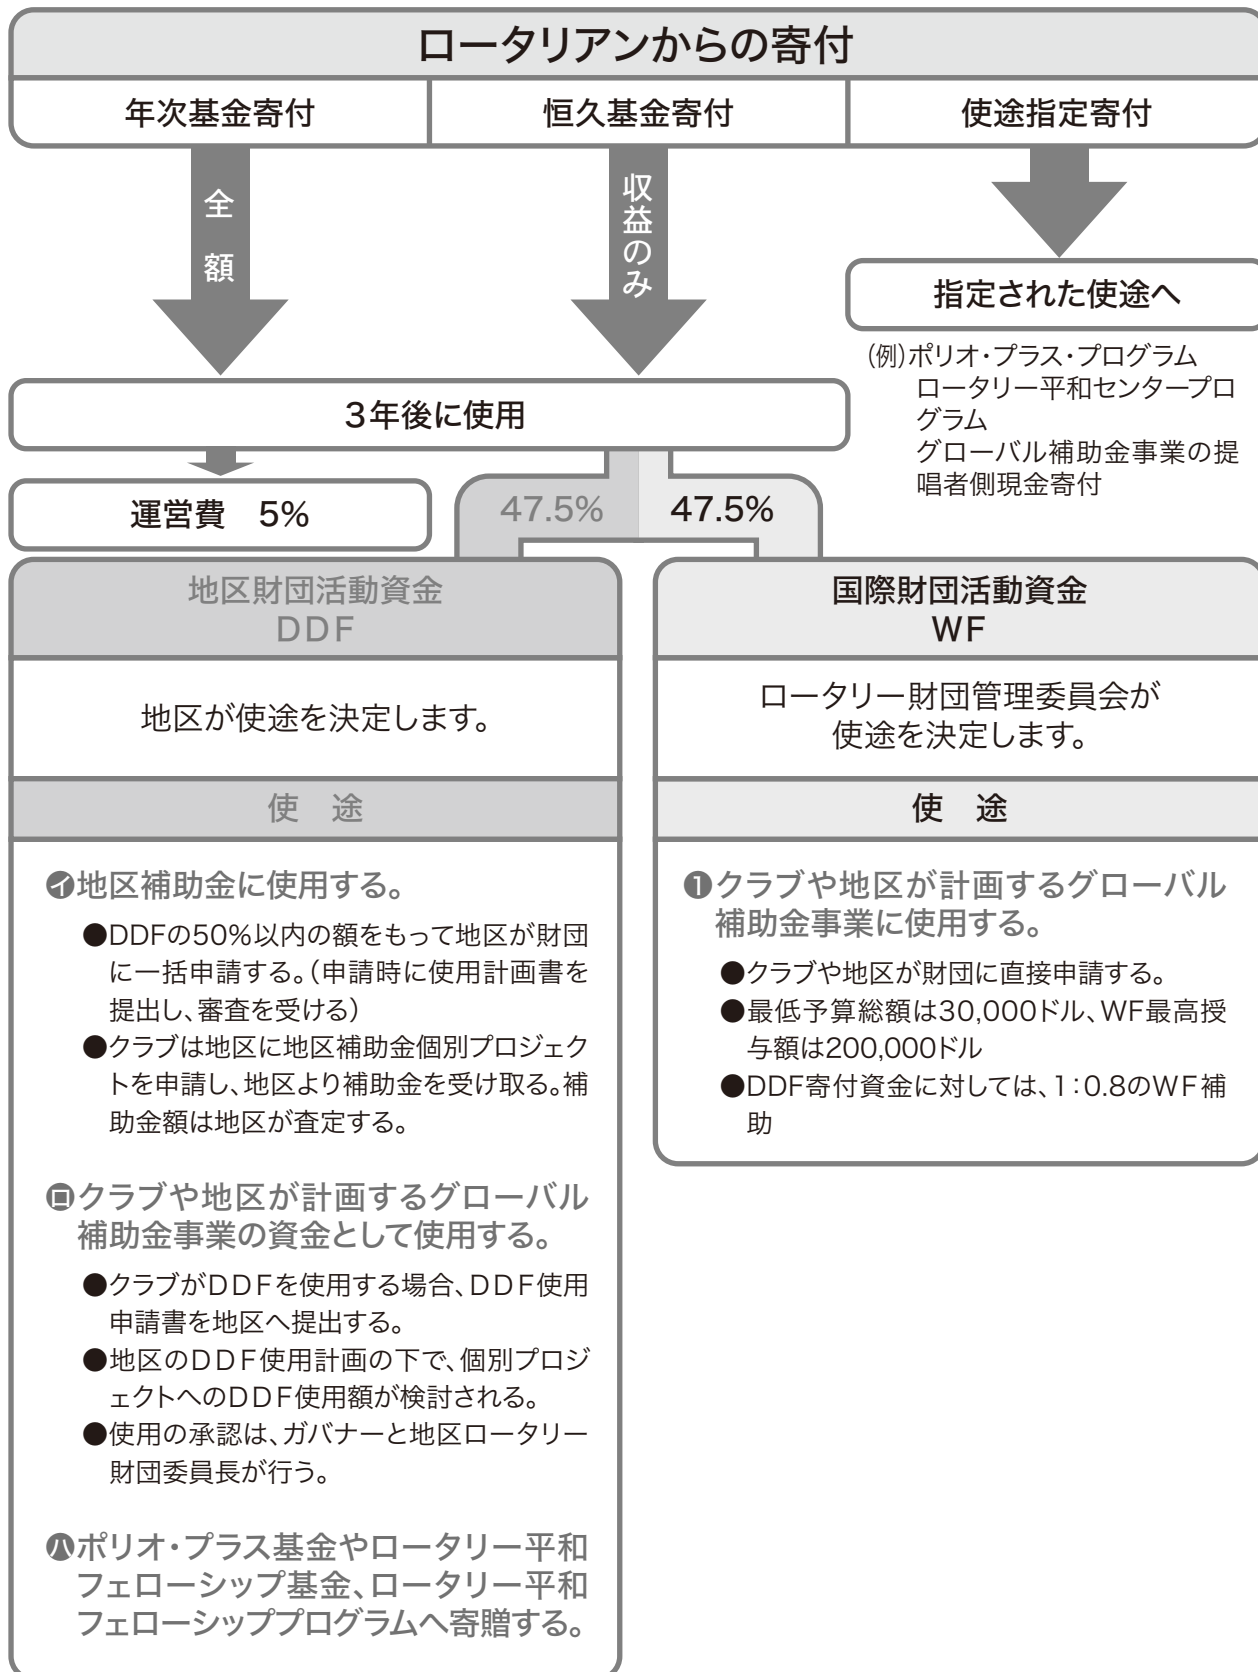 ロータリアンからの寄付
年次基金寄付
恒久基金寄付
使途指定寄付
全額
収益のみ
指定された使途へ
(例)ポリオ・プラス・プログラム
ロータリー平和センタープロ
グラム
グローバル補助金事業の提
唱者側現金寄付
3年後に使用
運営費 5%
47.5%
47.5%
地区財団活動資金
DDF
地区が使途を決定します。
使 途
㋑地区補助金に使用する。
●DDFの50%以内の額をもって地区が財団
に一括申請する。(申請時に使用計画書を
提出し、審査を受ける)
●クラブは地区に地区補助金個別プロジェク
トを申請し、地区より補助金を受け取る。補
助金額は地区が査定する。
㋺クラブや地区が計画するグローバル
補助金事業の資金として使用する。
●クラブがDDFを使用する場合、DDF使用
申請書を地区へ提出する。
●地区のDDF使用計画の下で、個別プロジ
ェクトへのDDF使用額が検討される。
●使用の承認は、ガバナーと地区ロータリー
財団委員長が行う。
㋩ポリオ・プラス基金やロータリー平和
フェローシップ基金、ロータリー平和
フェローシッププログラムへ寄贈する。
国際財団活動資金
WF
ロータリー財団管理委員会が
使途を決定します。
使 途
❶クラブや地区が計画するグローバル
補助金事業に使用する。
●クラブや地区が財団に直接申請する。
●最低予算総額は30,000ドル、WF最高授
与額は200,000ドル
●DDF寄付資金に対しては、1:0.8のWF補
助